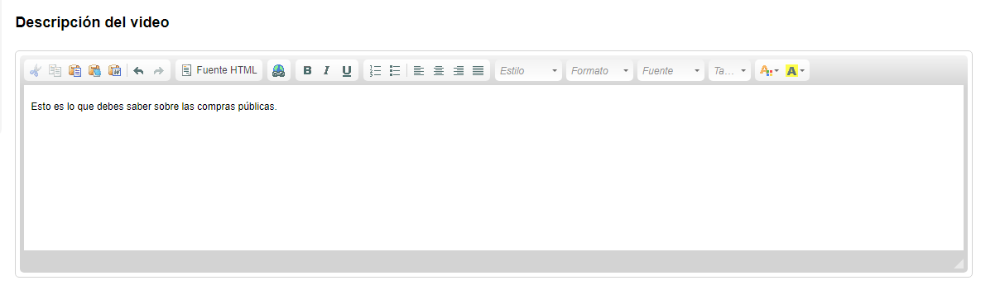 Descripción del video
Fuente HTML B I U Estilo Formato Fuente Ta... A A
Esto es lo que debes saber sobre las compras públicas.